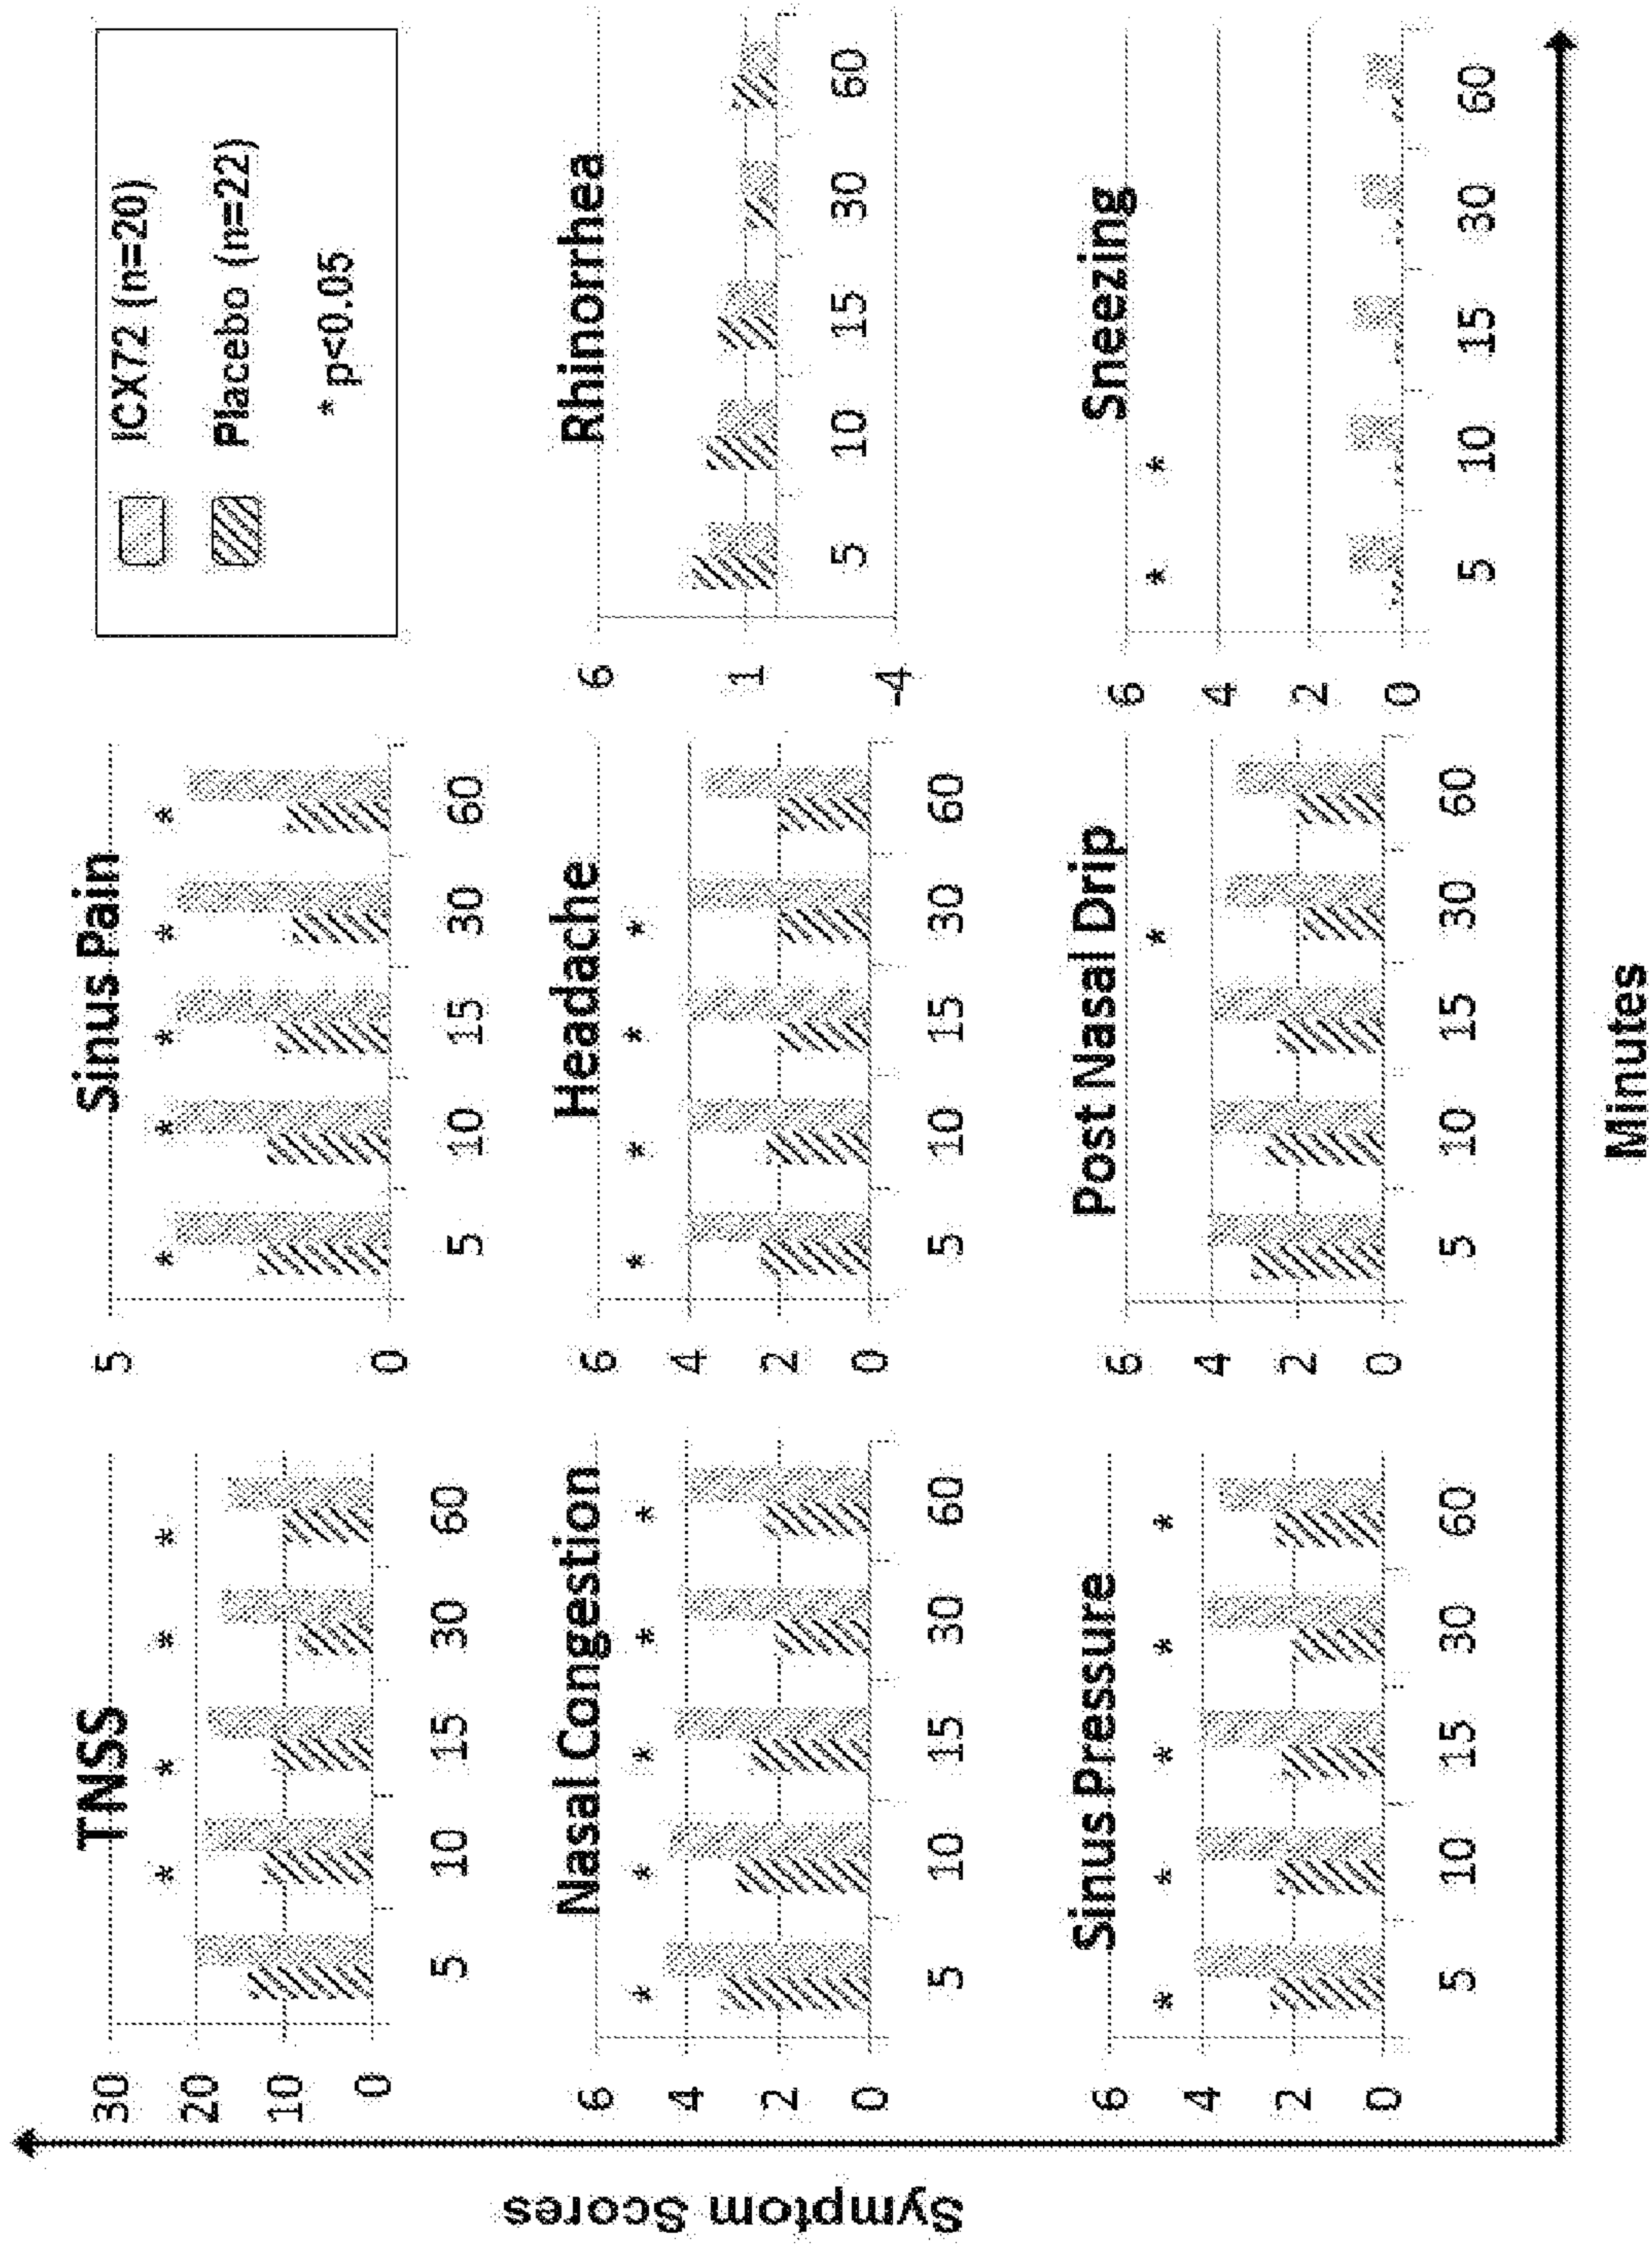 Symptom Scores
TNSS
30
20
10
0
* * * *
5 10 15 30 60
Sinus Pain
5
0
* * * * *
5 10 15 30 60
ICX72 (n=20)
Placebo (n=22)
* p<0.05
Nasal Congestion
6
4
2
0
* * * * *
5 10 15 30 60
Headache
6
4
2
0
* * * *
5 10 15 30 60
Rhinorrhea
6
1
-4
5 10 15 30 60
Sinus Pressure
6
4
2
0
* * * * *
5 10 15 30 60
Post Nasal Drip
6
4
2
0
*
5 10 15 30 60
Sneezing
6
4
2
0
* *
5 10 15 30 60
Minutes